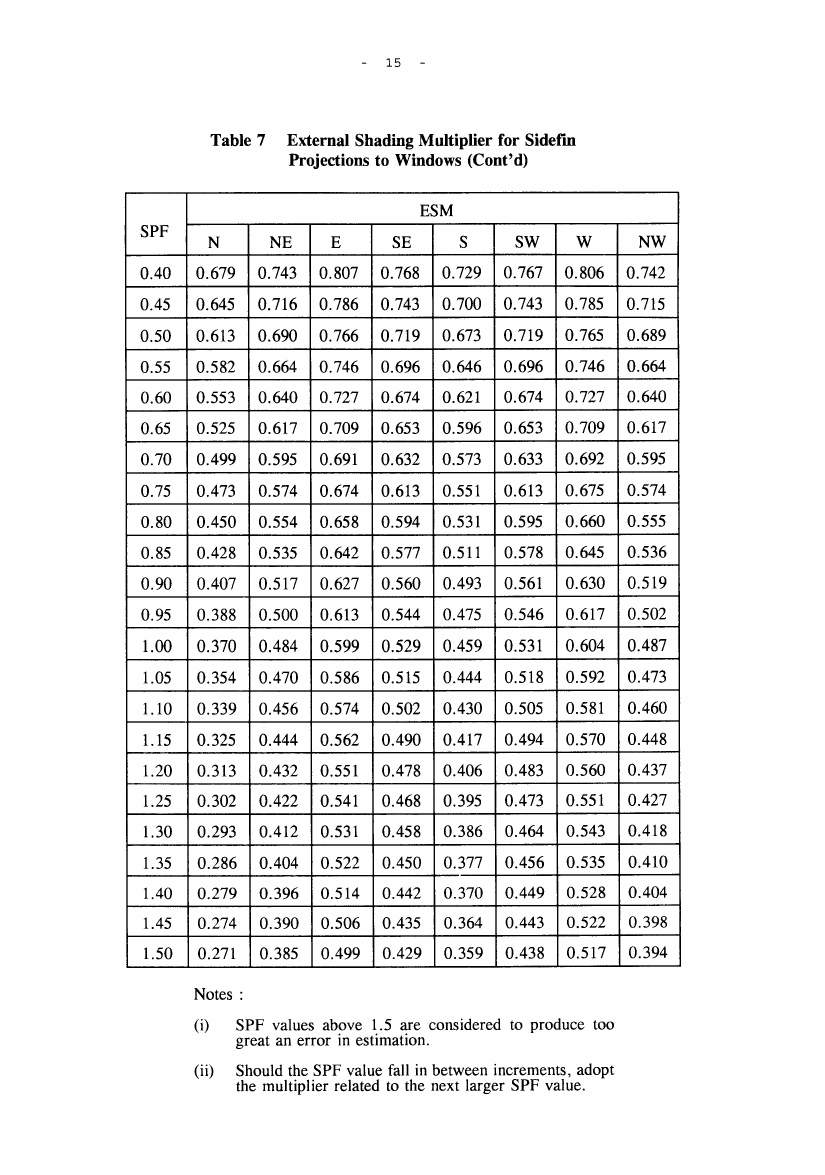 - 15 -
Table 7 External Shading Multiplier for Sidefin
Projections to Windows (Cont'd)
ESM
SPF
N NE E SE S SW W NW
0.40 0.679 0.743 0.807 0.768 0.729 0.767 0.806 0.742
0.45 0.645 0.716 0.786 0.743 0.700 0.743 0.785 0.715
0.50 0.613 0.690 0.766 0.719 0.673 0.719 0.765 0.689
0.55 0.582 0.664 0.746 0.696 0.646 0.696 0.746 0.664
0.60 0.553 0.640 0.727 0.674 0.621 0.674 0.727 0.640
0.65 0.525 0.617 0.709 0.653 0.596 0.653 0.709 0.617
0.70 0.499 0.595 0.691 0.632 0.573 0.633 0.692 0.595
0.75 0.473 0.574 0.674 0.613 0.551 0.613 0.675 0.574
0.80 0.450 0.554 0.658 0.594 0.531 0.595 0.660 0.555
0.85 0.428 0.535 0.642 0.577 0.511 0.578 0.645 0.536
0.90 0.407 0.517 0.627 0.560 0.493 0.561 0.630 0.519
0.95 0.388 0.500 0.613 0.544 0.475 0.546 0.617 0.502
1.00 0.370 0.484 0.599 0.529 0.459 0.531 0.604 0.487
1.05 0.354 0.470 0.586 0.515 0.444 0.518 0.592 0.473
1.10 0.339 0.456 0.574 0.502 0.430 0.505 0.581 0.460
1.15 0.325 0.444 0.562 0.490 0.417 0.494 0.570 0.448
1.20 0.313 0.432 0.551 0.478 0.406 0.483 0.560 0.437
1.25 0.302 0.422 0.541 0.468 0.395 0.473 0.551 0.427
1.30 0.293 0.412 0.531 0.458 0.386 0.464 0.543 0.418
1.35 0.286 0.404 0.522 0.450 0.377 0.456 0.535 0.410
1.40 0.279 0.396 0.514 0.442 0.370 0.449 0.528 0.404
1.45 0.274 0.390 0.506 0.435 0.364 0.443 0.522 0.398
1.50 0.271 0.385 0.499 0.429 0.359 0.438 0.517 0.394
Notes :
(i) SPF values above 1.5 are considered to produce too
great an error in estimation.
(ii) Should the SPF value fall in between increments, adopt
the multiplier related to the next larger SPF value.